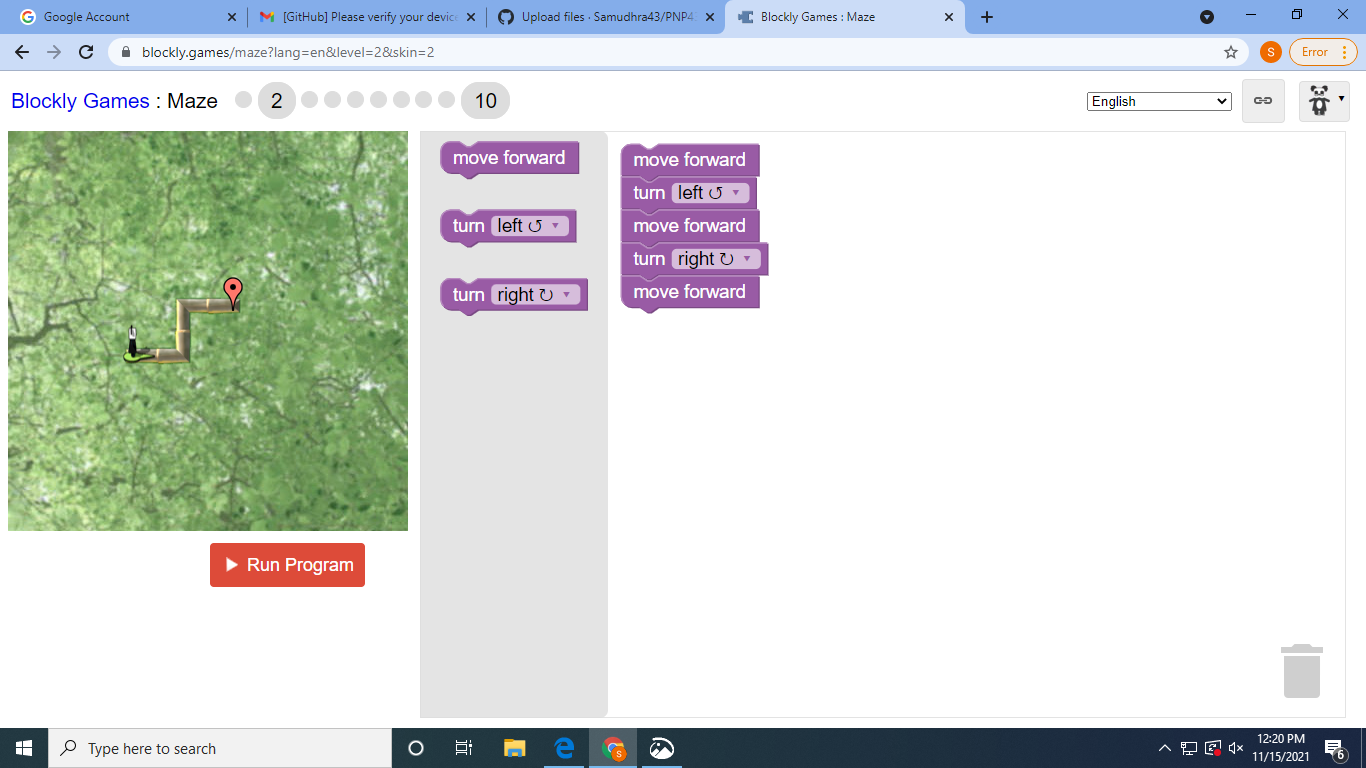 Google Account
[GitHub] Please verify your device
Upload files · Samudhra43/PNP4
Blockly Games : Maze
blockly.games/maze?lang=en&level=2&skin=2
S
Error
Blockly Games : Maze
2
10
English
move forward
turn left ↺
turn right ↻
move forward
turn left ↺
move forward
turn right ↻
move forward
Run Program
Type here to search
S
12:20 PM
11/15/2021
6